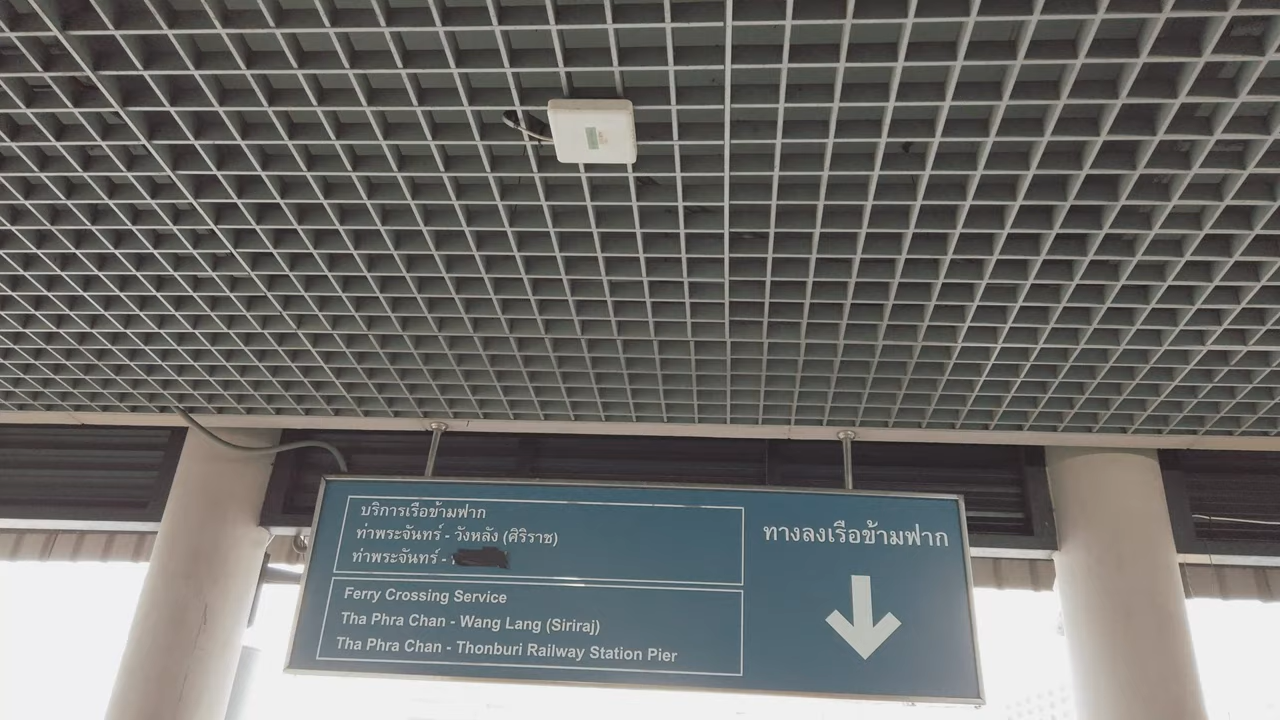 บริการเรือข้ามฟาก
ท่าพระจันทร์ - วังหลัง (ศิริราช)
ท่าพระจันทร์ -
Ferry Crossing Service
Tha Phra Chan - Wang Lang (Siriraj)
Tha Phra Chan - Thonburi Railway Station Pier
ทางลงเรือข้ามฟาก